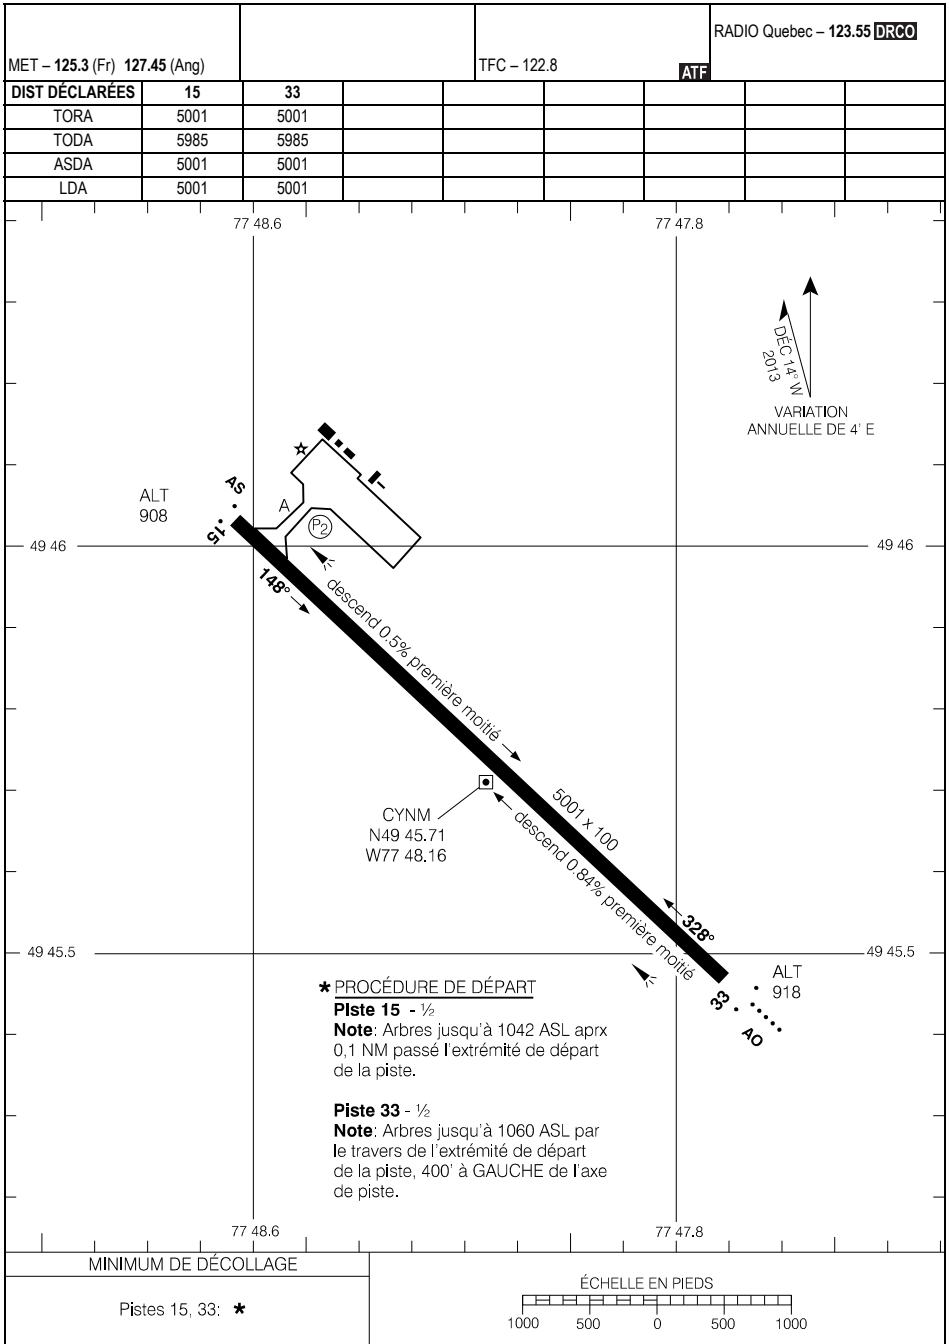 RADIO Quebec – 123.55 DRCO
MET – 125.3 (Fr) 127.45 (Ang)
TFC – 122.8
ATF
DIST DÉCLARÉES 15 33
TORA 5001 5001
TODA 5985 5985
ASDA 5001 5001
LDA 5001 5001
77 48.6 77 47.8
DÉC 14° W
2013
VARIATION
ANNUELLE DE 4' E
ALT
908
AS
15
A
P2
49 46 49 46
148°
descend 0.5% première moitié
5001 x 100
CYNM
N49 45.71
W77 48.16
descend 0.84% première moitié
328°
49 45.5 49 45.5
ALT
918
33
AO
* PROCÉDURE DE DÉPART
Piste 15 - ½
Note: Arbres jusqu'à 1042 ASL aprx
0,1 NM passé l'extrémité de départ
de la piste.
Piste 33 - ½
Note: Arbres jusqu'à 1060 ASL par
le travers de l'extrémité de départ
de la piste, 400' à GAUCHE de l'axe
de piste.
77 48.6 77 47.8
MINIMUM DE DÉCOLLAGE
Pistes 15, 33: *
ÉCHELLE EN PIEDS
1000 500 0 500 1000